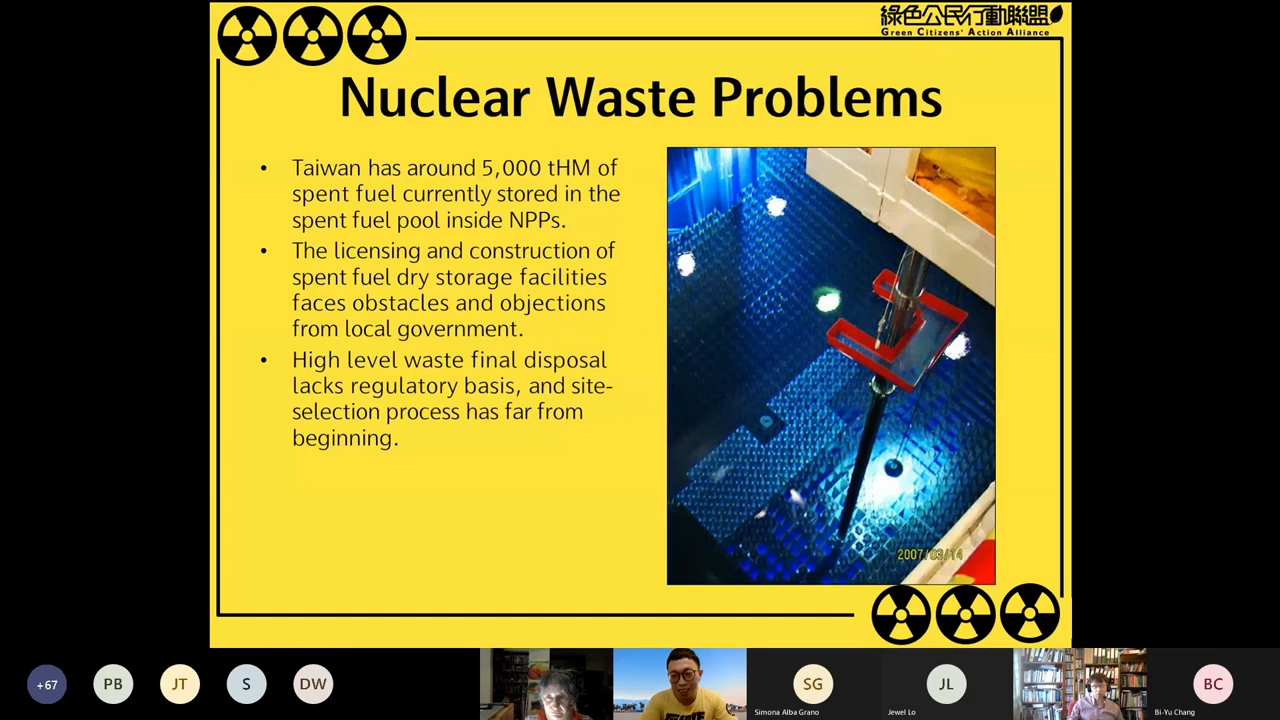 綠色公民行動聯盟
Green Citizens' Action Alliance
Nuclear Waste Problems
• Taiwan has around 5,000 tHM of
spent fuel currently stored in the
spent fuel pool inside NPPs.
• The licensing and construction of
spent fuel dry storage facilities
faces obstacles and objections
from local government.
• High level waste final disposal
lacks regulatory basis, and site-
selection process has far from
beginning.
2007/03/14
+67
PB
JT
S
DW
SG
Simona Alba Grano
JL
Jewel Lo
BC
Bi-Yu Chang